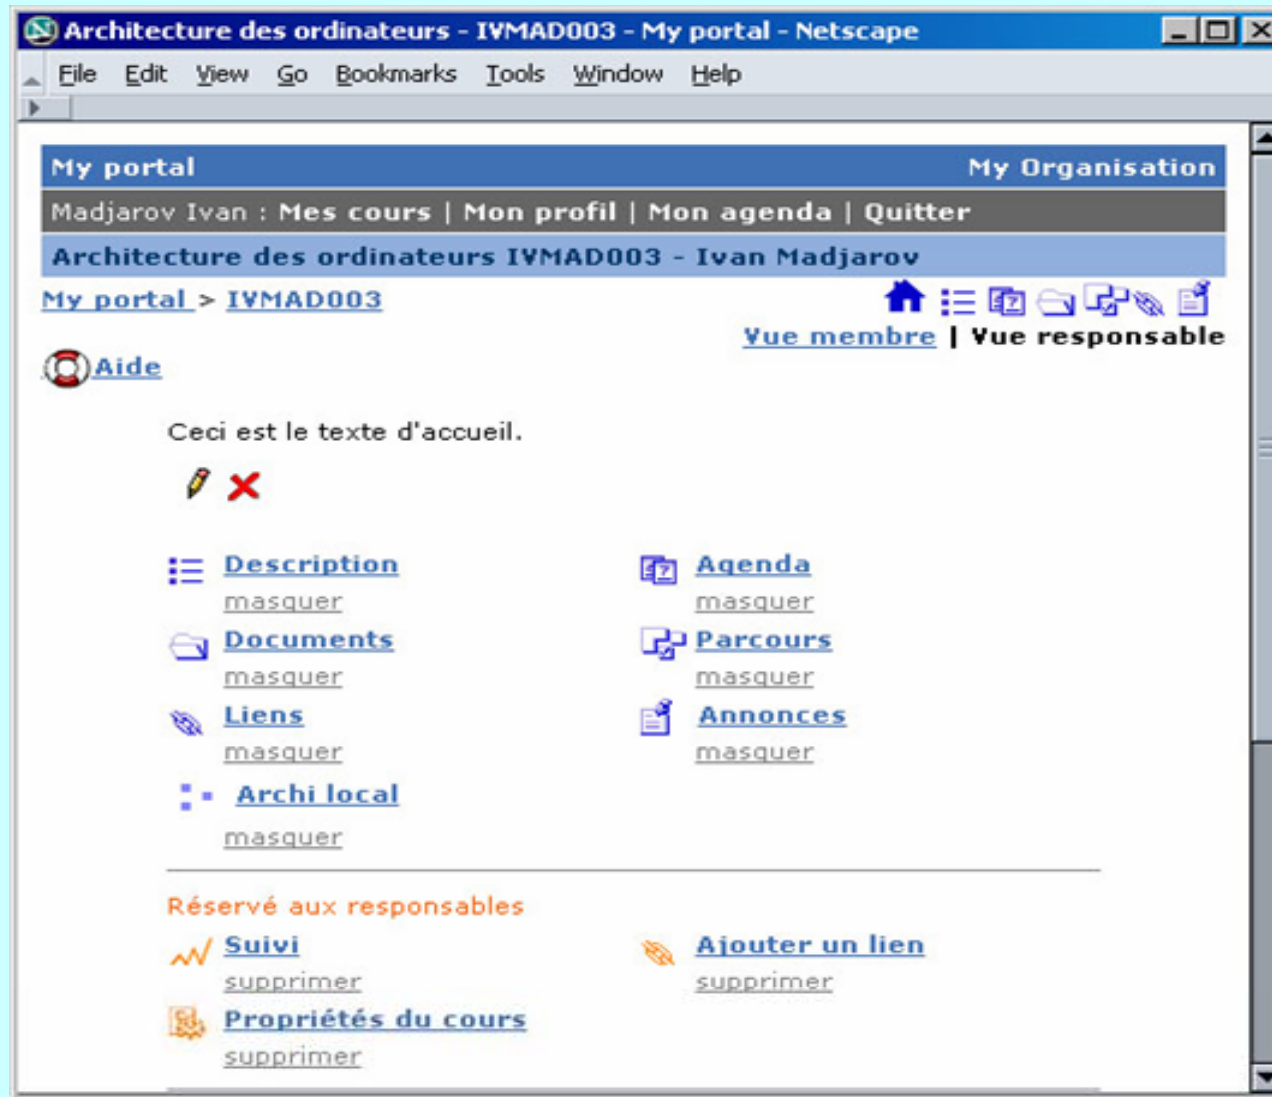 Architecture des ordinateurs - IVMAD003 - My portal - Netscape
File Edit View Go Bookmarks Tools Window Help
My portal My Organisation
Madjarov Ivan : Mes cours | Mon profil | Mon agenda | Quitter
Architecture des ordinateurs IVMAD003 - Ivan Madjarov
My portal > IVMAD003
Vue membre | Vue responsable
Aide
Ceci est le texte d'accueil.
Description Agenda
masquer masquer
Documents Parcours
masquer masquer
Liens Annonces
masquer masquer
Archi local
masquer
Réservé aux responsables
Suivi Ajouter un lien
supprimer supprimer
Propriétés du cours
supprimer